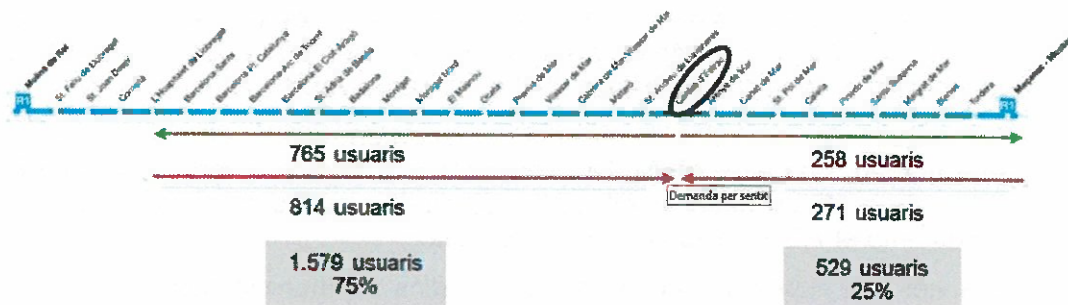 Molins de Rei
St. Feliu de Llobregat
St. Joan Despí
Cornellà
L'Hospitalet de Llobregat
Barcelona-Sants
Barcelona Pl. Catalunya
Barcelona Arc de Triomf
Barcelona El Clot-Aragó
St. Adrià de Besòs
Badalona
Montgat
Montgat Nord
El Masnou
Ocata
Premià de Mar
Vilassar de Mar
Cabrera de Mar-Vilassar de Mar
Mataró
St. Andreu de Llavaneres
Caldes d'Estrac
Arenys de Mar
Canet de Mar
St. Pol de Mar
Calella
Pineda de Mar
Santa Susanna
Malgrat de Mar
Blanes
Tordera
Maçanet - Massanes
R1
R1
765 usuaris
258 usuaris
Demanda per sentit
814 usuaris
271 usuaris
1.579 usuaris
75%
529 usuaris
25%